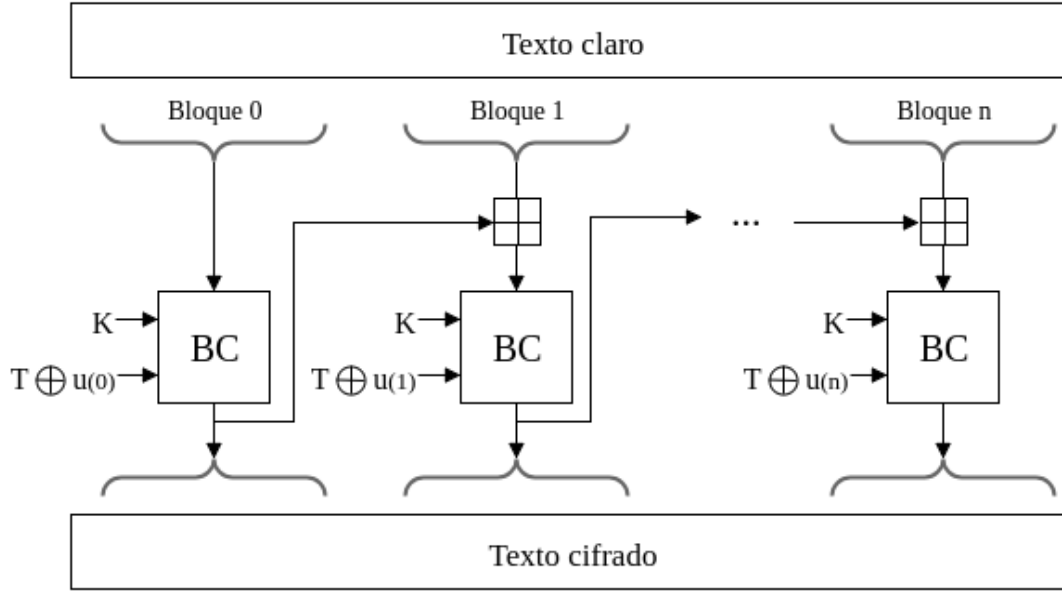 Texto claro
Bloque 0 Bloque 1 Bloque n
...
K K K
BC BC BC
T ⊕ u(0) T ⊕ u(1) T ⊕ u(n)
Texto cifrado